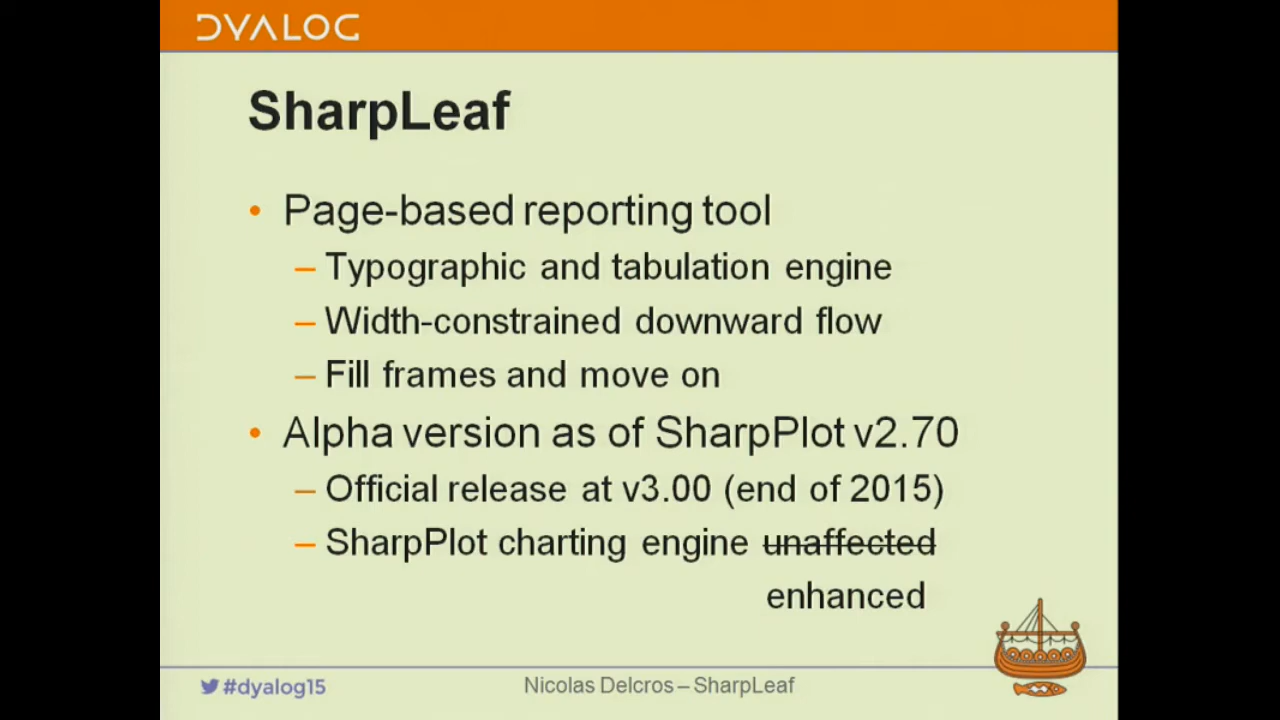 DYALOG
SharpLeaf
• Page-based reporting tool
– Typographic and tabulation engine
– Width-constrained downward flow
– Fill frames and move on
• Alpha version as of SharpPlot v2.70
– Official release at v3.00 (end of 2015)
– SharpPlot charting engine unaffected
enhanced
#dyalog15
Nicolas Delcros – SharpLeaf